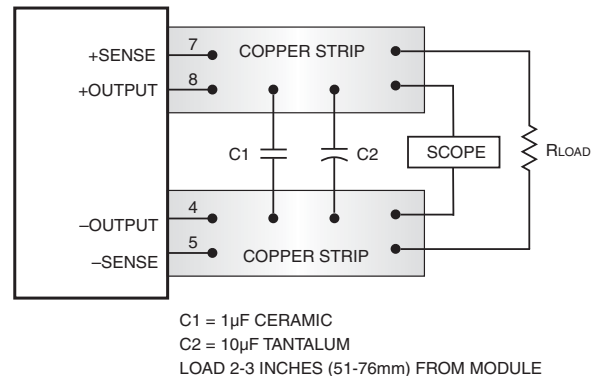 +SENSE 7 COPPER STRIP
+OUTPUT 8
C1 C2 SCOPE RLOAD
–OUTPUT 4
–SENSE 5 COPPER STRIP
C1 = 1µF CERAMIC
C2 = 10µF TANTALUM
LOAD 2-3 INCHES (51-76mm) FROM MODULE